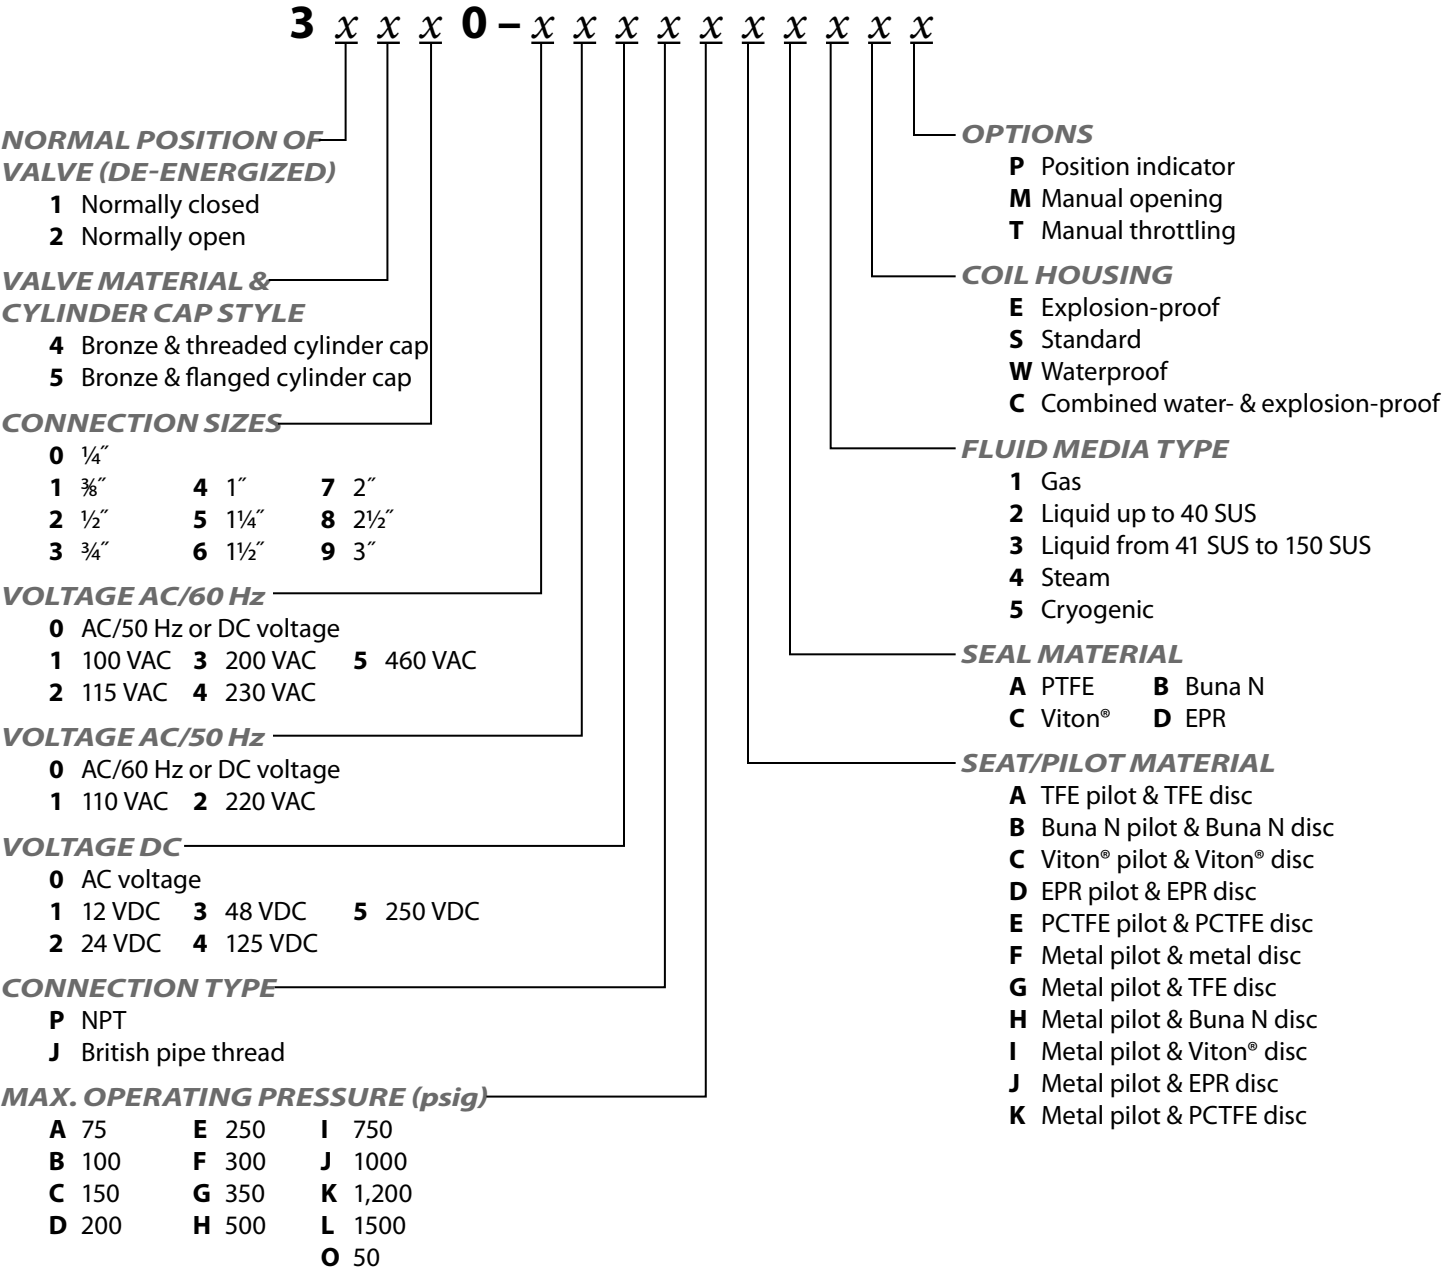 3 x x x 0 – x x x x x x x x x x
NORMAL POSITION OF
VALVE (DE-ENERGIZED)
1 Normally closed
2 Normally open
VALVE MATERIAL &
CYLINDER CAP STYLE
4 Bronze & threaded cylinder cap
5 Bronze & flanged cylinder cap
CONNECTION SIZES
0 ¼″
1 ⅜″ 4 1″ 7 2″
2 ½″ 5 1¼″ 8 2½″
3 ¾″ 6 1½″ 9 3″
VOLTAGE AC/60 Hz
0 AC/50 Hz or DC voltage
1 100 VAC 3 200 VAC 5 460 VAC
2 115 VAC 4 230 VAC
VOLTAGE AC/50 Hz
0 AC/60 Hz or DC voltage
1 110 VAC 2 220 VAC
VOLTAGE DC
0 AC voltage
1 12 VDC 3 48 VDC 5 250 VDC
2 24 VDC 4 125 VDC
CONNECTION TYPE
P NPT
J British pipe thread
MAX. OPERATING PRESSURE (psig)
A 75 E 250 I 750
B 100 F 300 J 1000
C 150 G 350 K 1,200
D 200 H 500 L 1500
O 50
OPTIONS
P Position indicator
M Manual opening
T Manual throttling
COIL HOUSING
E Explosion-proof
S Standard
W Waterproof
C Combined water- & explosion-proof
FLUID MEDIA TYPE
1 Gas
2 Liquid up to 40 SUS
3 Liquid from 41 SUS to 150 SUS
4 Steam
5 Cryogenic
SEAL MATERIAL
A PTFE B Buna N
C Viton® D EPR
SEAT/PILOT MATERIAL
A TFE pilot & TFE disc
B Buna N pilot & Buna N disc
C Viton® pilot & Viton® disc
D EPR pilot & EPR disc
E PCTFE pilot & PCTFE disc
F Metal pilot & metal disc
G Metal pilot & TFE disc
H Metal pilot & Buna N disc
I Metal pilot & Viton® disc
J Metal pilot & EPR disc
K Metal pilot & PCTFE disc